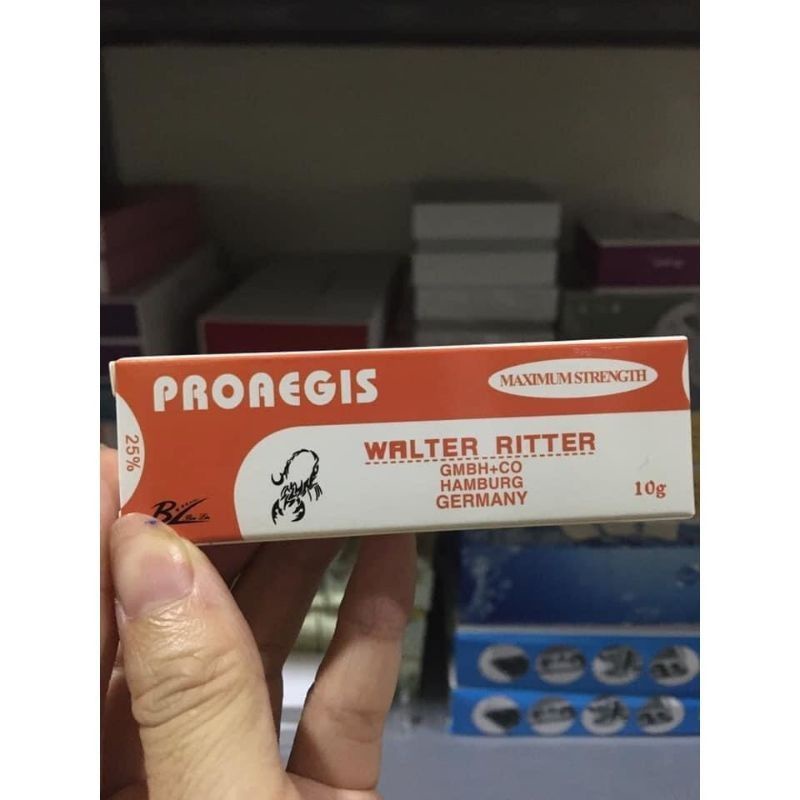 PROAEGIS
MAXIMUM STRENGTH
25%
WALTER RITTER
GMBH+CO
HAMBURG
GERMANY
10g